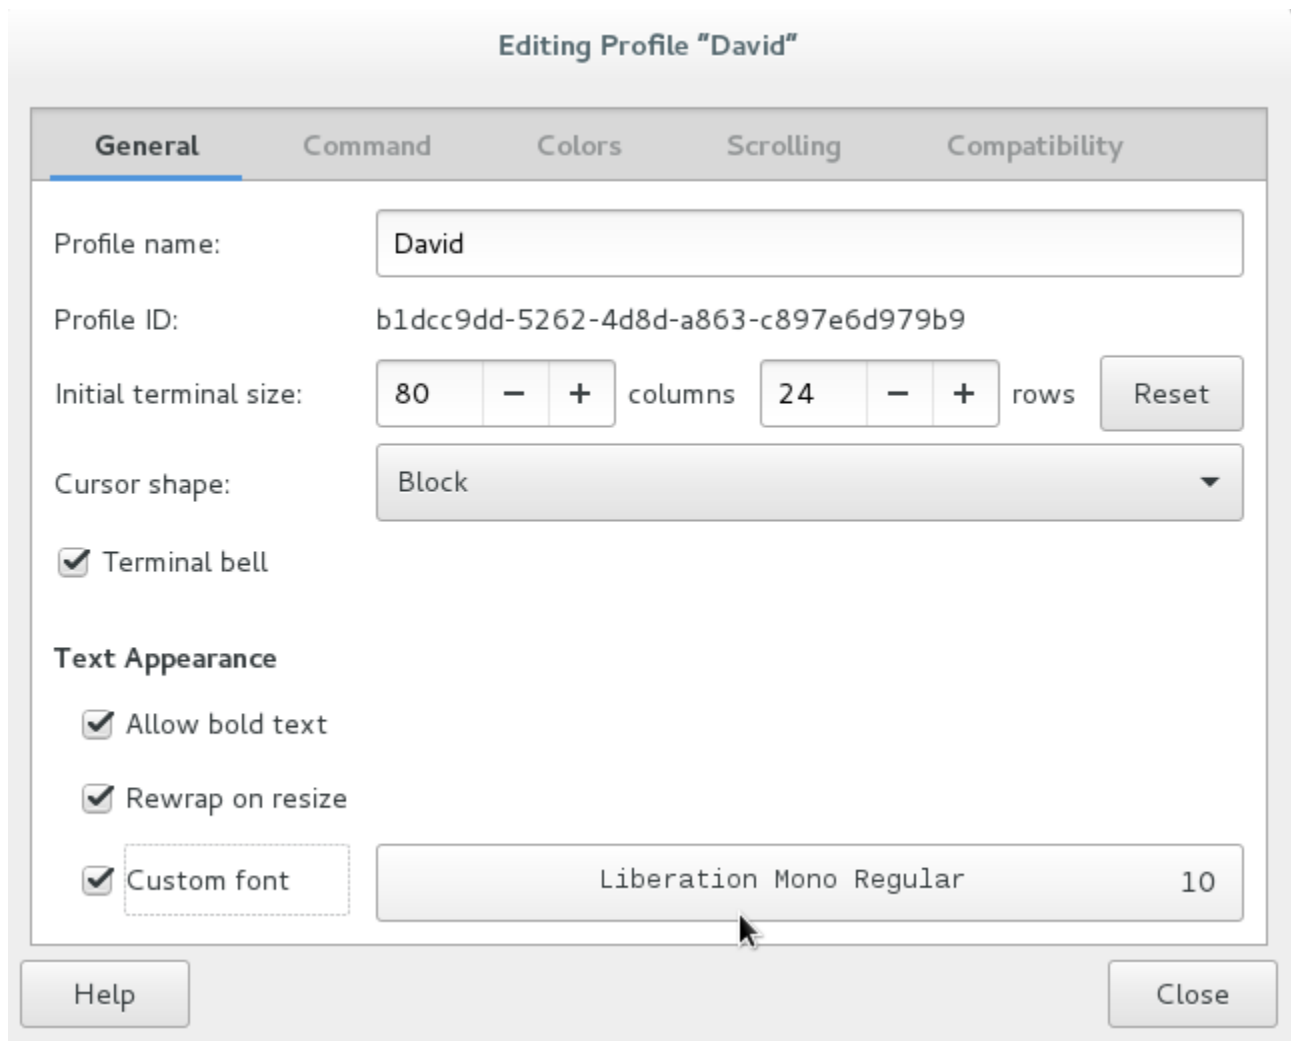 Editing Profile "David"
General Command Colors Scrolling Compatibility
Profile name: David
Profile ID: b1dcc9dd-5262-4d8d-a863-c897e6d979b9
Initial terminal size: 80 − + columns 24 − + rows Reset
Cursor shape: Block
Terminal bell
Text Appearance
Allow bold text
Rewrap on resize
Custom font Liberation Mono Regular 10
Help Close